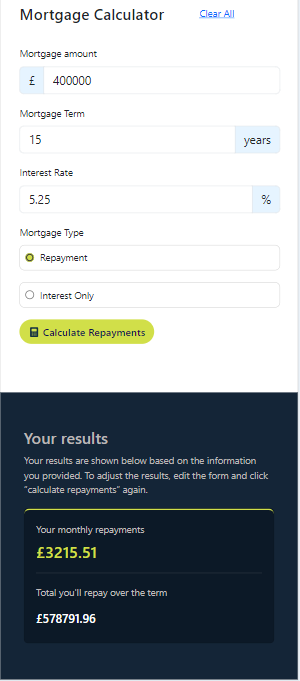 Mortgage Calculator
Clear All
Mortgage amount
£ 400000
Mortgage Term
15 years
Interest Rate
5.25 %
Mortgage Type
Repayment
Interest Only
Calculate Repayments
Your results
Your results are shown below based on the information
you provided. To adjust the results, edit the form and click
"calculate repayments" again.
Your monthly repayments
£3215.51
Total you'll repay over the term
£578791.96